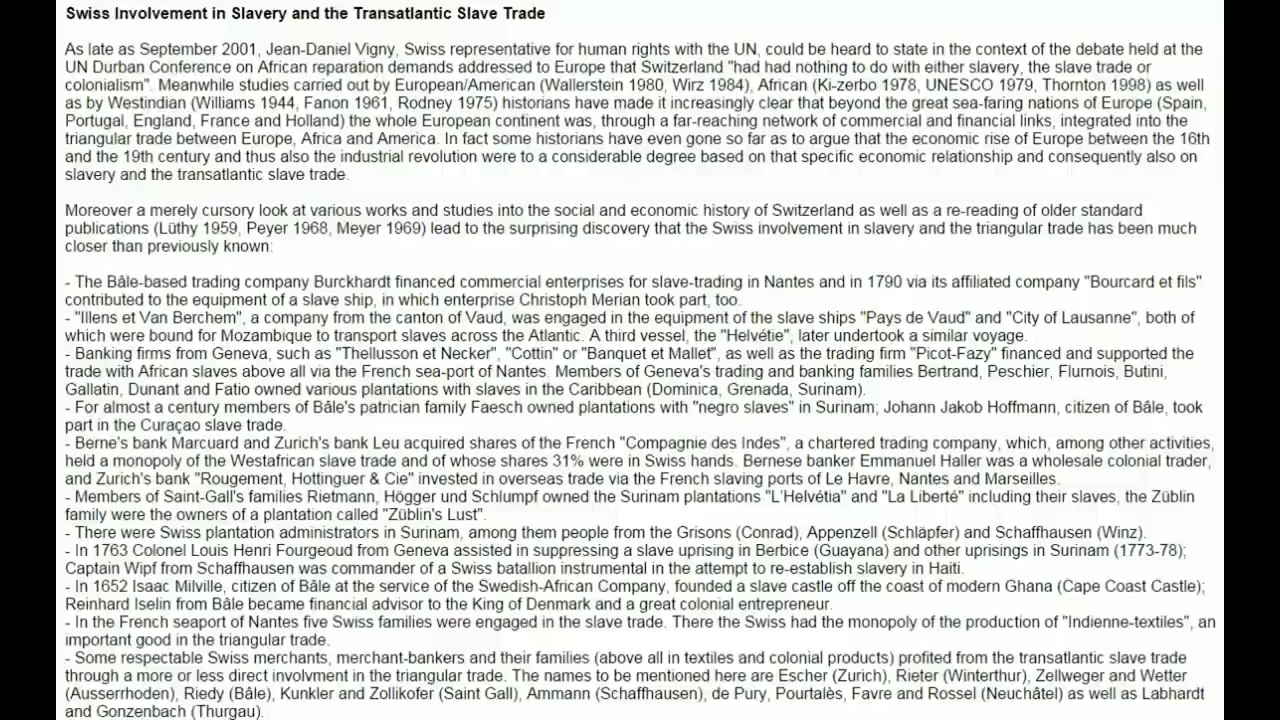 Swiss Involvement in Slavery and the Transatlantic Slave Trade
As late as September 2001, Jean-Daniel Vigny, Swiss representative for human rights with the UN, could be heard to state in the context of the debate held at the
UN Durban Conference on African reparation demands addressed to Europe that Switzerland "had had nothing to do with either slavery, the slave trade or
colonialism". Meanwhile studies carried out by European/American (Wallerstein 1980, Wirz 1984), African (Ki-zerbo 1978, UNESCO 1979, Thornton 1998) as well
as by Westindian (Williams 1944, Fanon 1961, Rodney 1975) historians have made it increasingly clear that beyond the great sea-faring nations of Europe (Spain,
Portugal, England, France and Holland) the whole European continent was, through a far-reaching network of commercial and financial links, integrated into the
triangular trade between Europe, Africa and America. In fact some historians have even gone so far as to argue that the economic rise of Europe between the 16th
and the 19th century and thus also the industrial revolution were to a considerable degree based on that specific economic relationship and consequently also on
slavery and the transatlantic slave trade.
Moreover a merely cursory look at various works and studies into the social and economic history of Switzerland as well as a re-reading of older standard
publications (Lüthy 1959, Peyer 1968, Meyer 1969) lead to the surprising discovery that the Swiss involvement in slavery and the triangular trade has been much
closer than previously known:
- The Bâle-based trading company Burckhardt financed commercial enterprises for slave-trading in Nantes and in 1790 via its affiliated company "Bourcard et fils"
contributed to the equipment of a slave ship, in which enterprise Christoph Merian took part, too.
- "Illens et Van Berchem", a company from the canton of Vaud, was engaged in the equipment of the slave ships "Pays de Vaud" and "City of Lausanne", both of
which were bound for Mozambique to transport slaves across the Atlantic. A third vessel, the "Helvétie", later undertook a similar voyage.
- Banking firms from Geneva, such as "Thellusson et Necker", "Cottin" or "Banquet et Mallet", as well as the trading firm "Picot-Fazy" financed and supported the
trade with African slaves above all via the French sea-port of Nantes. Members of Geneva's trading and banking families Bertrand, Peschier, Flurnois, Butini,
Gallatin, Dunant and Fatio owned various plantations with slaves in the Caribbean (Dominica, Grenada, Surinam).
- For almost a century members of Bâle's patrician family Faesch owned plantations with "negro slaves" in Surinam; Johann Jakob Hoffmann, citizen of Bâle, took
part in the Curaçao slave trade.
- Berne's bank Marcuard and Zurich's bank Leu acquired shares of the French "Compagnie des Indes", a chartered trading company, which, among other activities,
held a monopoly of the Westafrican slave trade and of whose shares 31% were in Swiss hands. Bernese banker Emmanuel Haller was a wholesale colonial trader,
and Zurich's bank "Rougement, Hottinguer & Cie" invested in overseas trade via the French slaving ports of Le Havre, Nantes and Marseilles.
- Members of Saint-Gall's families Rietmann, Högger und Schlumpf owned the Surinam plantations "L'Helvétia" and "La Liberté" including their slaves, the Züblin
family were the owners of a plantation called "Züblin's Lust".
- There were Swiss plantation administrators in Surinam, among them people from the Grisons (Conrad), Appenzell (Schläpfer) and Schaffhausen (Winz).
- In 1763 Colonel Louis Henri Fourgeoud from Geneva assisted in suppressing a slave uprising in Berbice (Guayana) and other uprisings in Surinam (1773-78);
Captain Wipf from Schaffhausen was commander of a Swiss batallion instrumental in the attempt to re-establish slavery in Haiti.
- In 1652 Isaac Milville, citizen of Bâle at the service of the Swedish-African Company, founded a slave castle off the coast of modern Ghana (Cape Coast Castle);
Reinhard Iselin from Bâle became financial advisor to the King of Denmark and a great colonial entrepreneur.
- In the French seaport of Nantes five Swiss families were engaged in the slave trade. There the Swiss had the monopoly of the production of "Indienne-textiles", an
important good in the triangular trade.
- Some respectable Swiss merchants, merchant-bankers and their families (above all in textiles and colonial products) profited from the transatlantic slave trade
through a more or less direct involvment in the triangular trade. The names to be mentioned here are Escher (Zurich), Rieter (Winterthur), Zellweger and Wetter
(Ausserrhoden), Riedy (Bâle), Kunkler and Zollikofer (Saint Gall), Ammann (Schaffhausen), de Pury, Pourtalès, Favre and Rossel (Neuchâtel) as well as Labhardt
and Gonzenbach (Thurgau).